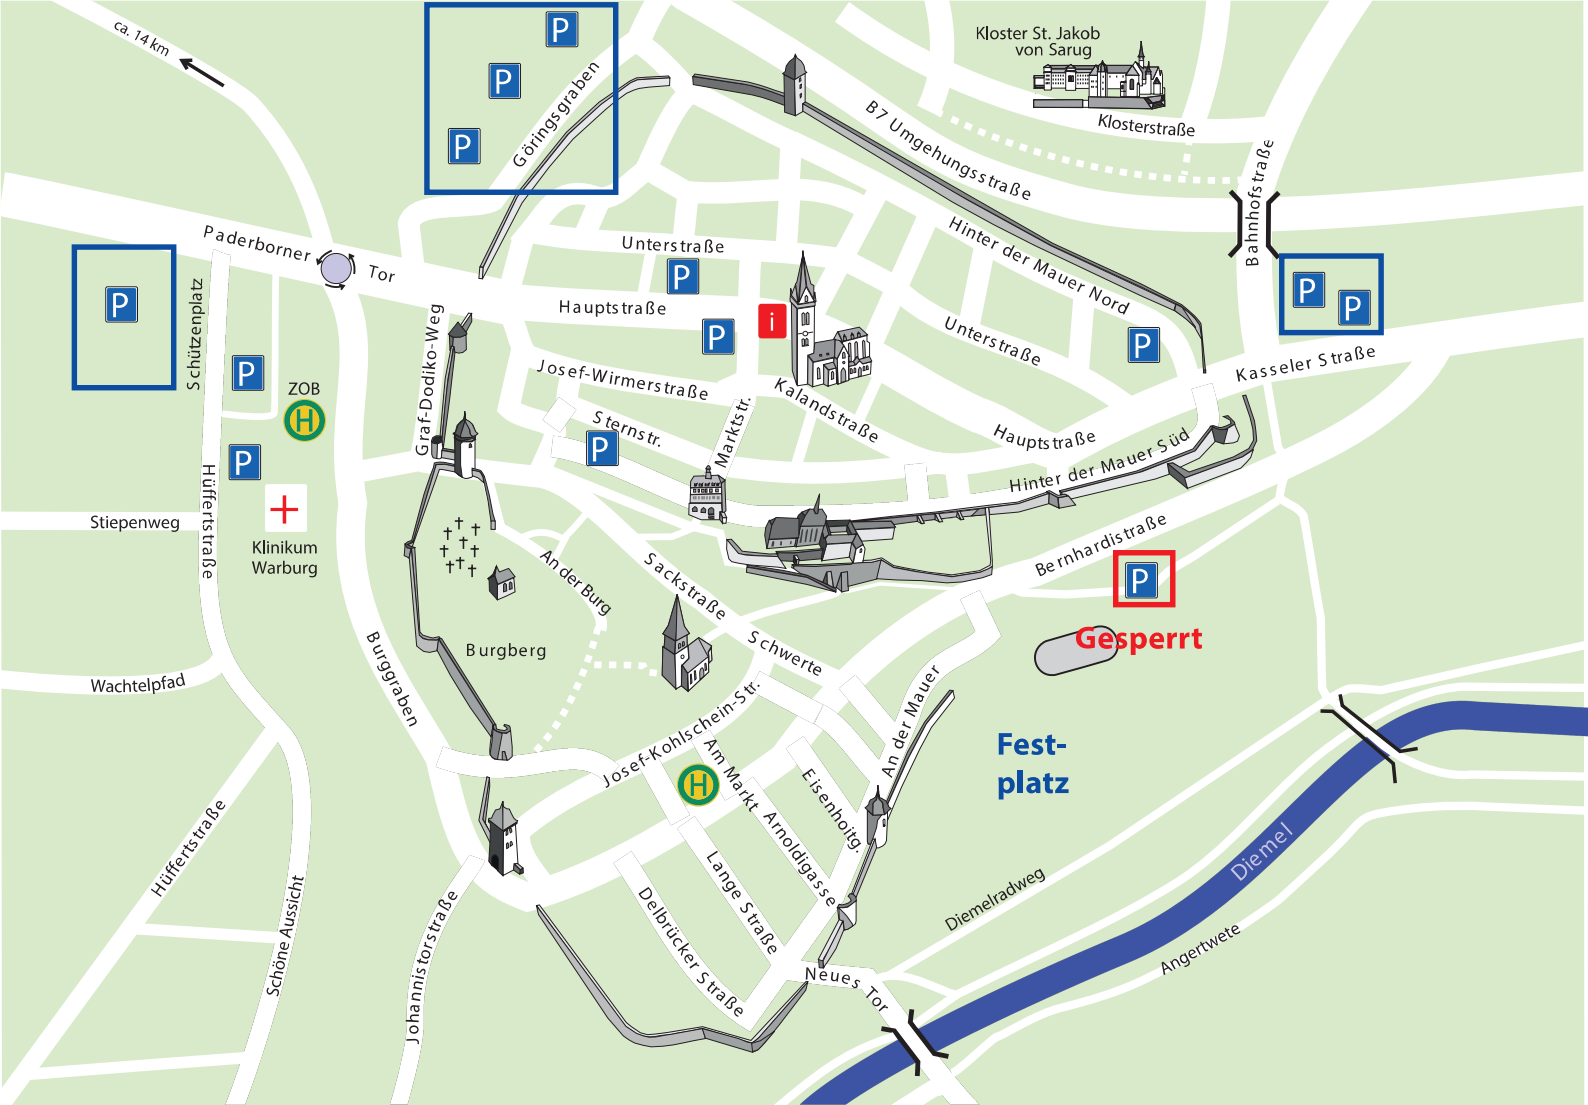 ca. 14 km
P
P
P
Göringsgraben
Kloster St. Jakob
von Sarug
Klosterstraße
B7 Umgehungsstraße
Bahnhofstraße
Paderborner
Tor
P
Schützenplatz
Unterstraße
P
Hauptstraße
P
i
Hinter der Mauer Nord
Unterstraße
P
P
P
Kasseler Straße
P
ZOB
H
Graf-Dodiko-Weg
Josef-Wirmerstraße
Kalandstraße
Sternstr.
P
Marktstr.
Hauptstraße
Hinter der Mauer Süd
P
Hüffertstraße
Stiepenweg
Klinikum
Warburg
An der Burg
Sackstraße
Bernhardistraße
P
Gesperrt
Burgberg
Schwerte
Wachtelpfad
Burggraben
Josef-Kohlschein-Str.
An der Mauer
Fest-
platz
H
Am Markt
Eisenhoitg.
Arnoldigasse
Lange Straße
Delbrücker Straße
Hüffertstraße
Schöne Aussicht
Johannistorstraße
Neues Tor
Diemelradweg
Diemel
Angertwete